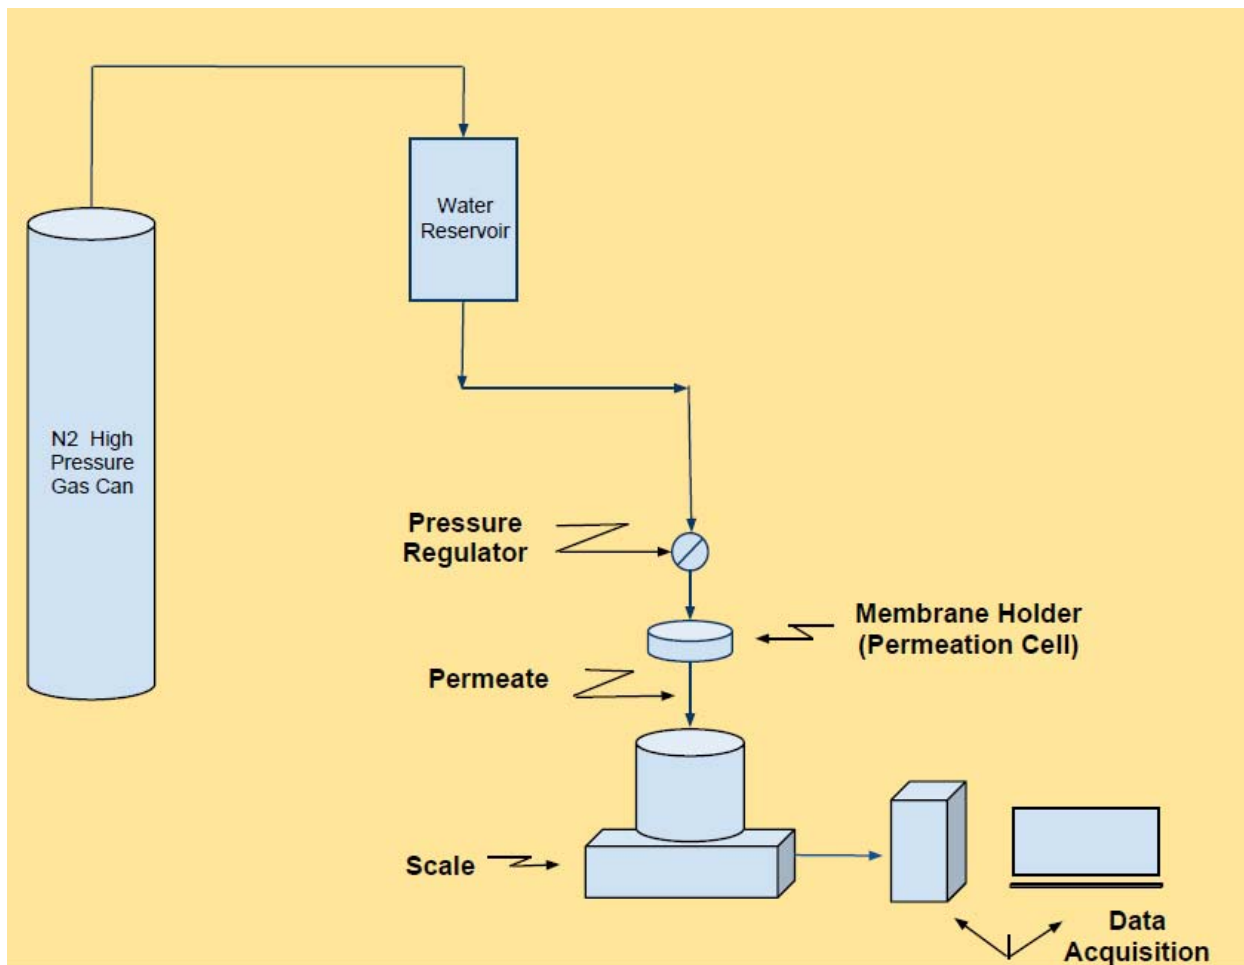 Water
Reservoir
N2 High
Pressure
Gas Can
Pressure
Regulator
Membrane Holder
(Permeation Cell)
Permeate
Scale
Data
Acquisition